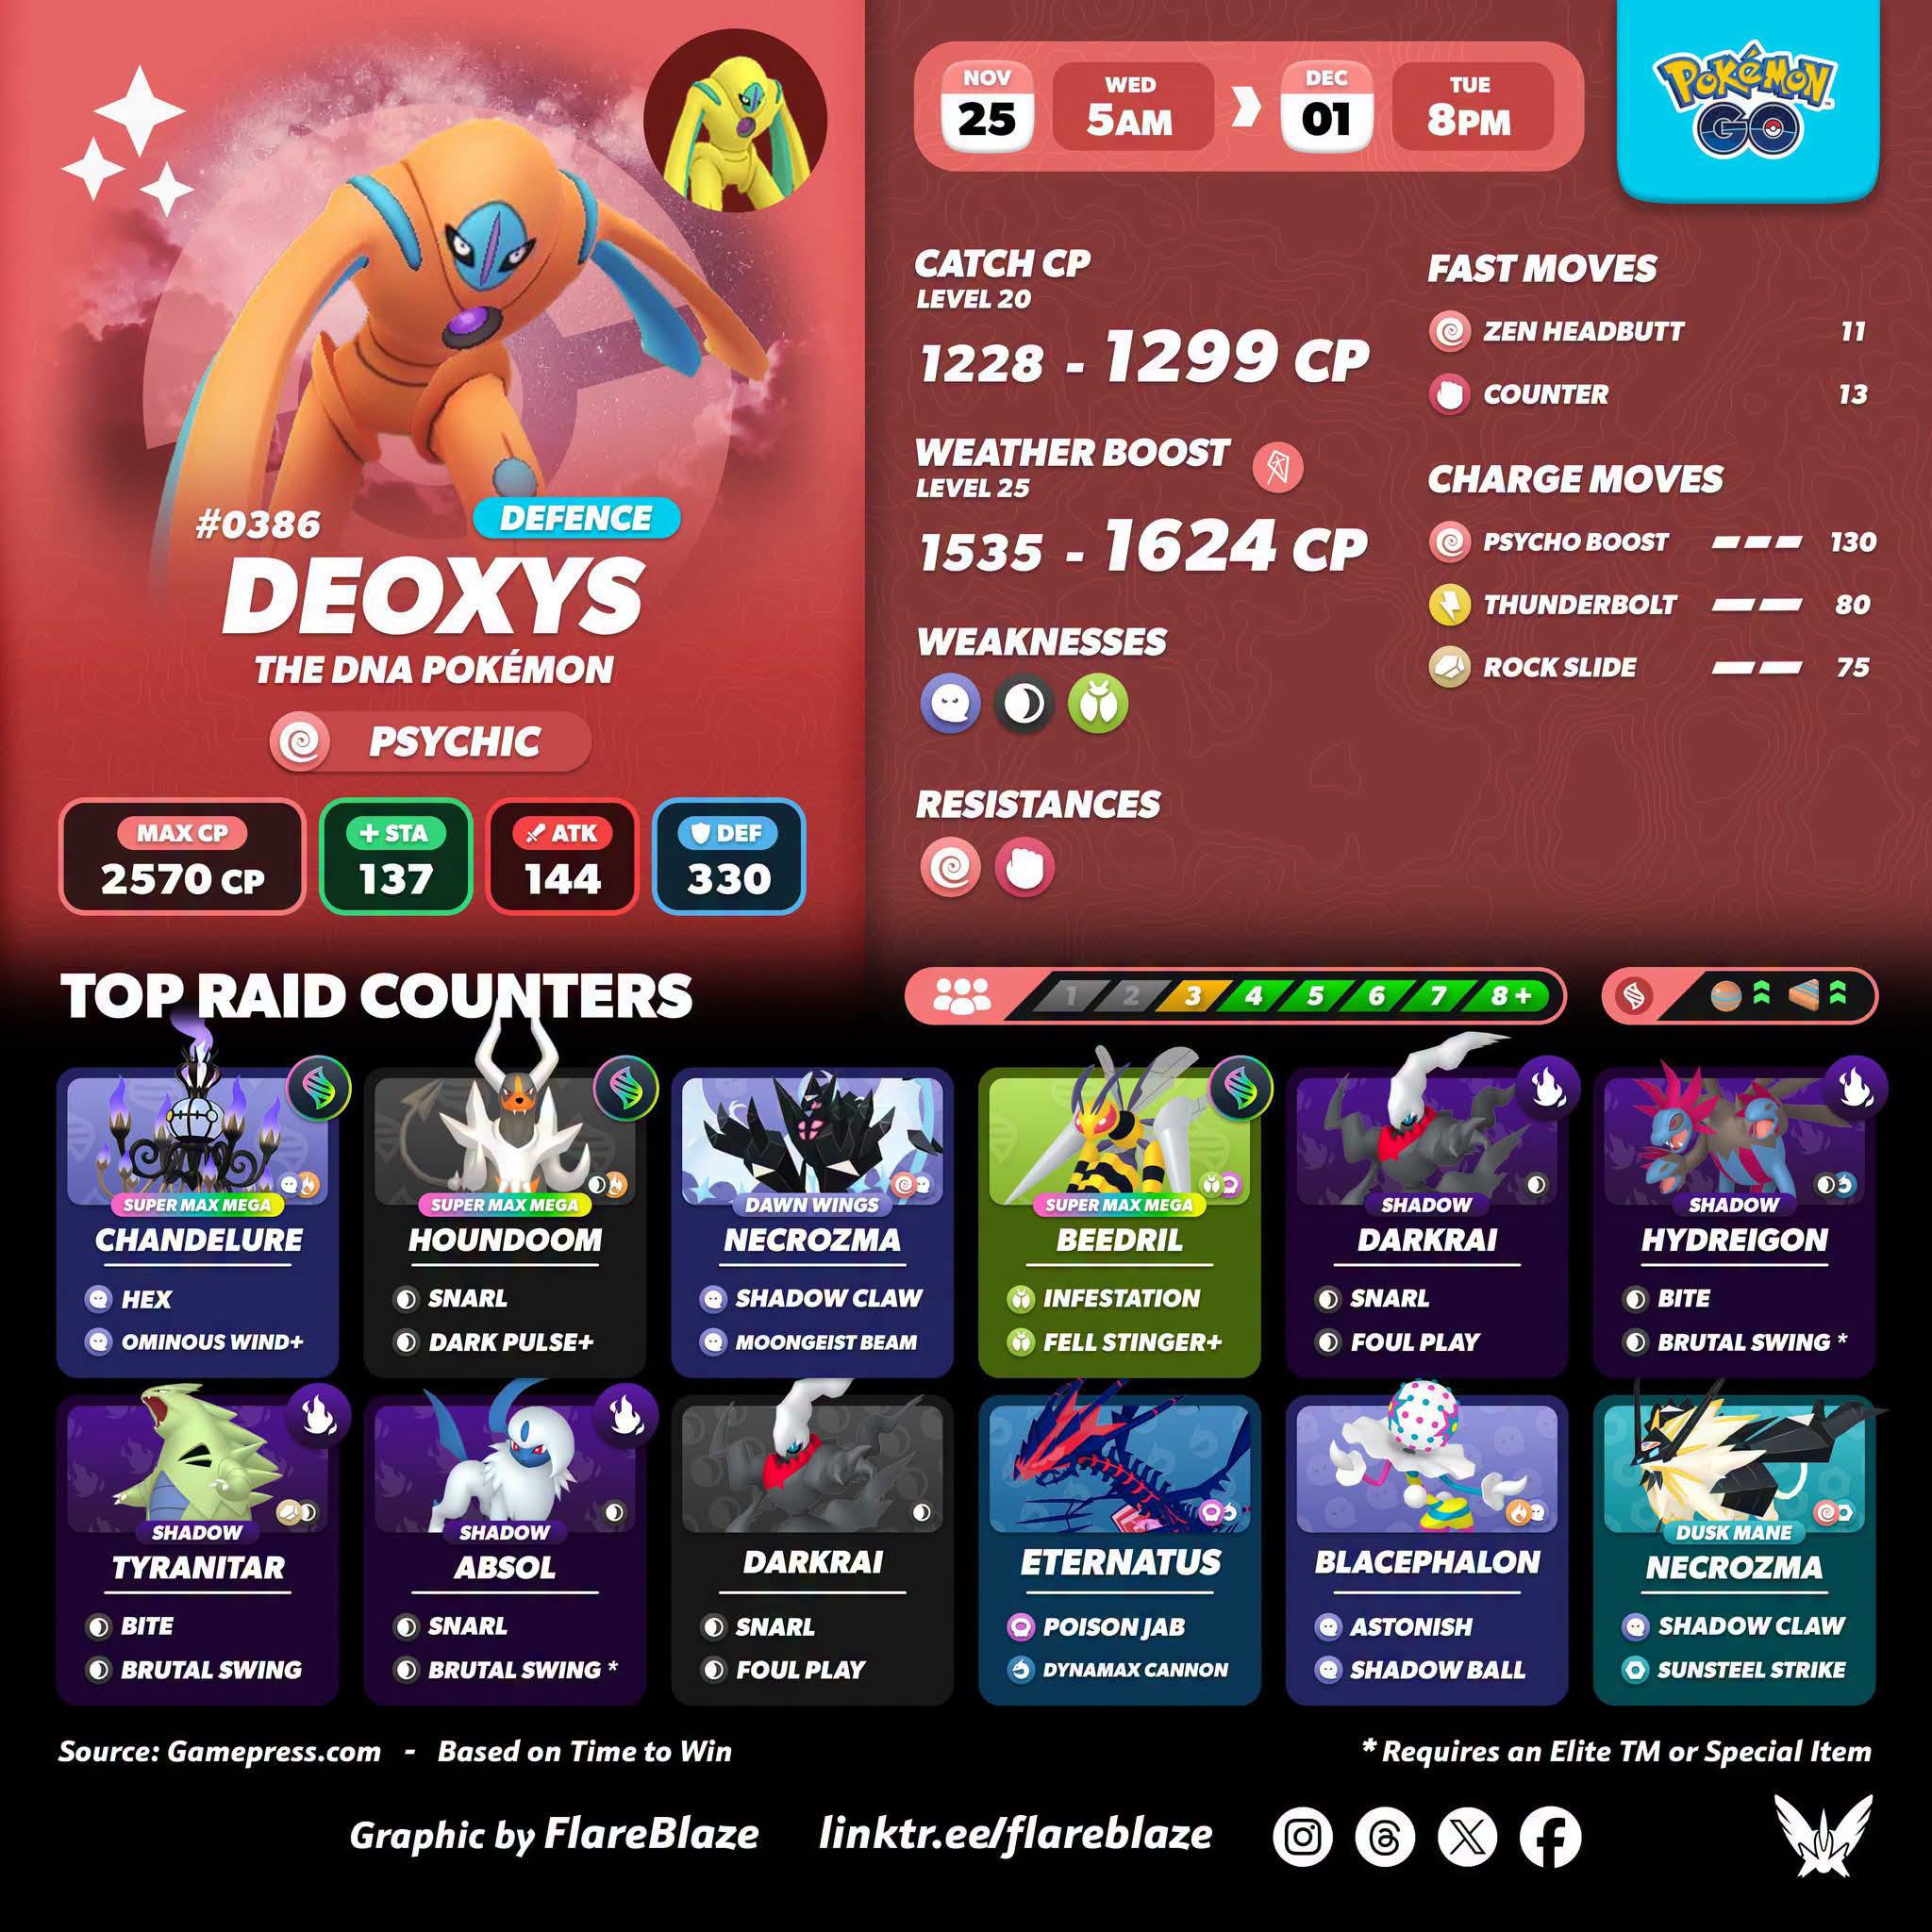 NOV
25
WED
5AM
DEC
01
TUE
8PM
POKéMON
GO
#0386
DEFENCE
DEOXYS
THE DNA POKÉMON
PSYCHIC
MAX CP
2570 CP
STA
137
ATK
144
DEF
330
CATCH CP
LEVEL 20
1228 - 1299 CP
WEATHER BOOST
LEVEL 25
1535 - 1624 CP
WEAKNESSES
RESISTANCES
FAST MOVES
ZEN HEADBUTT 11
COUNTER 13
CHARGE MOVES
PSYCHO BOOST 130
THUNDERBOLT 80
ROCK SLIDE 75
TOP RAID COUNTERS
1 2 3 4 5 6 7 8+
SUPER MAX MEGA
CHANDELURE
HEX
OMINOUS WIND+
SUPER MAX MEGA
HOUNDOOM
SNARL
DARK PULSE+
DAWN WINGS
NECROZMA
SHADOW CLAW
MOONGEIST BEAM
SUPER MAX MEGA
BEEDRIL
INFESTATION
FELL STINGER+
SHADOW
DARKRAI
SNARL
FOUL PLAY
SHADOW
HYDREIGON
BITE
BRUTAL SWING *
SHADOW
TYRANITAR
BITE
BRUTAL SWING
SHADOW
ABSOL
SNARL
BRUTAL SWING *
DARKRAI
SNARL
FOUL PLAY
ETERNATUS
POISON JAB
DYNAMAX CANNON
BLACEPHALON
ASTONISH
SHADOW BALL
DUSK MANE
NECROZMA
SHADOW CLAW
SUNSTEEL STRIKE
Source: Gamepress.com - Based on Time to Win
* Requires an Elite TM or Special Item
Graphic by FlareBlaze
linktr.ee/flareblaze